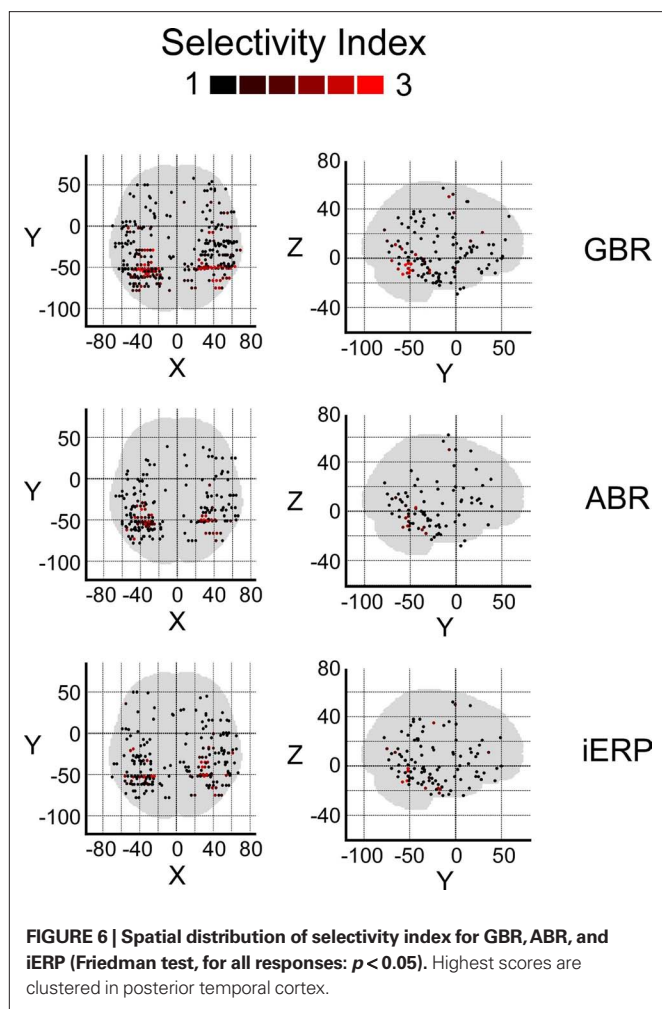 Selectivity Index
1 3
80
50
0
-50
-100
Y
-80 -40 0 40 80
X
80
40
0
-40
Z
-100 -50 0 50
Y
GBR
50
0
-50
-100
Y
-80 -40 0 40 80
X
80
40
0
-40
Z
-100 -50 0 50
Y
ABR
50
0
-50
-100
Y
-80 -40 0 40 80
X
80
40
0
-40
Z
-100 -50 0 50
Y
iERP
FIGURE 6 | Spatial distribution of selectivity index for GBR, ABR, and
iERP (Friedman test, for all responses: p < 0.05). Highest scores are
clustered in posterior temporal cortex.